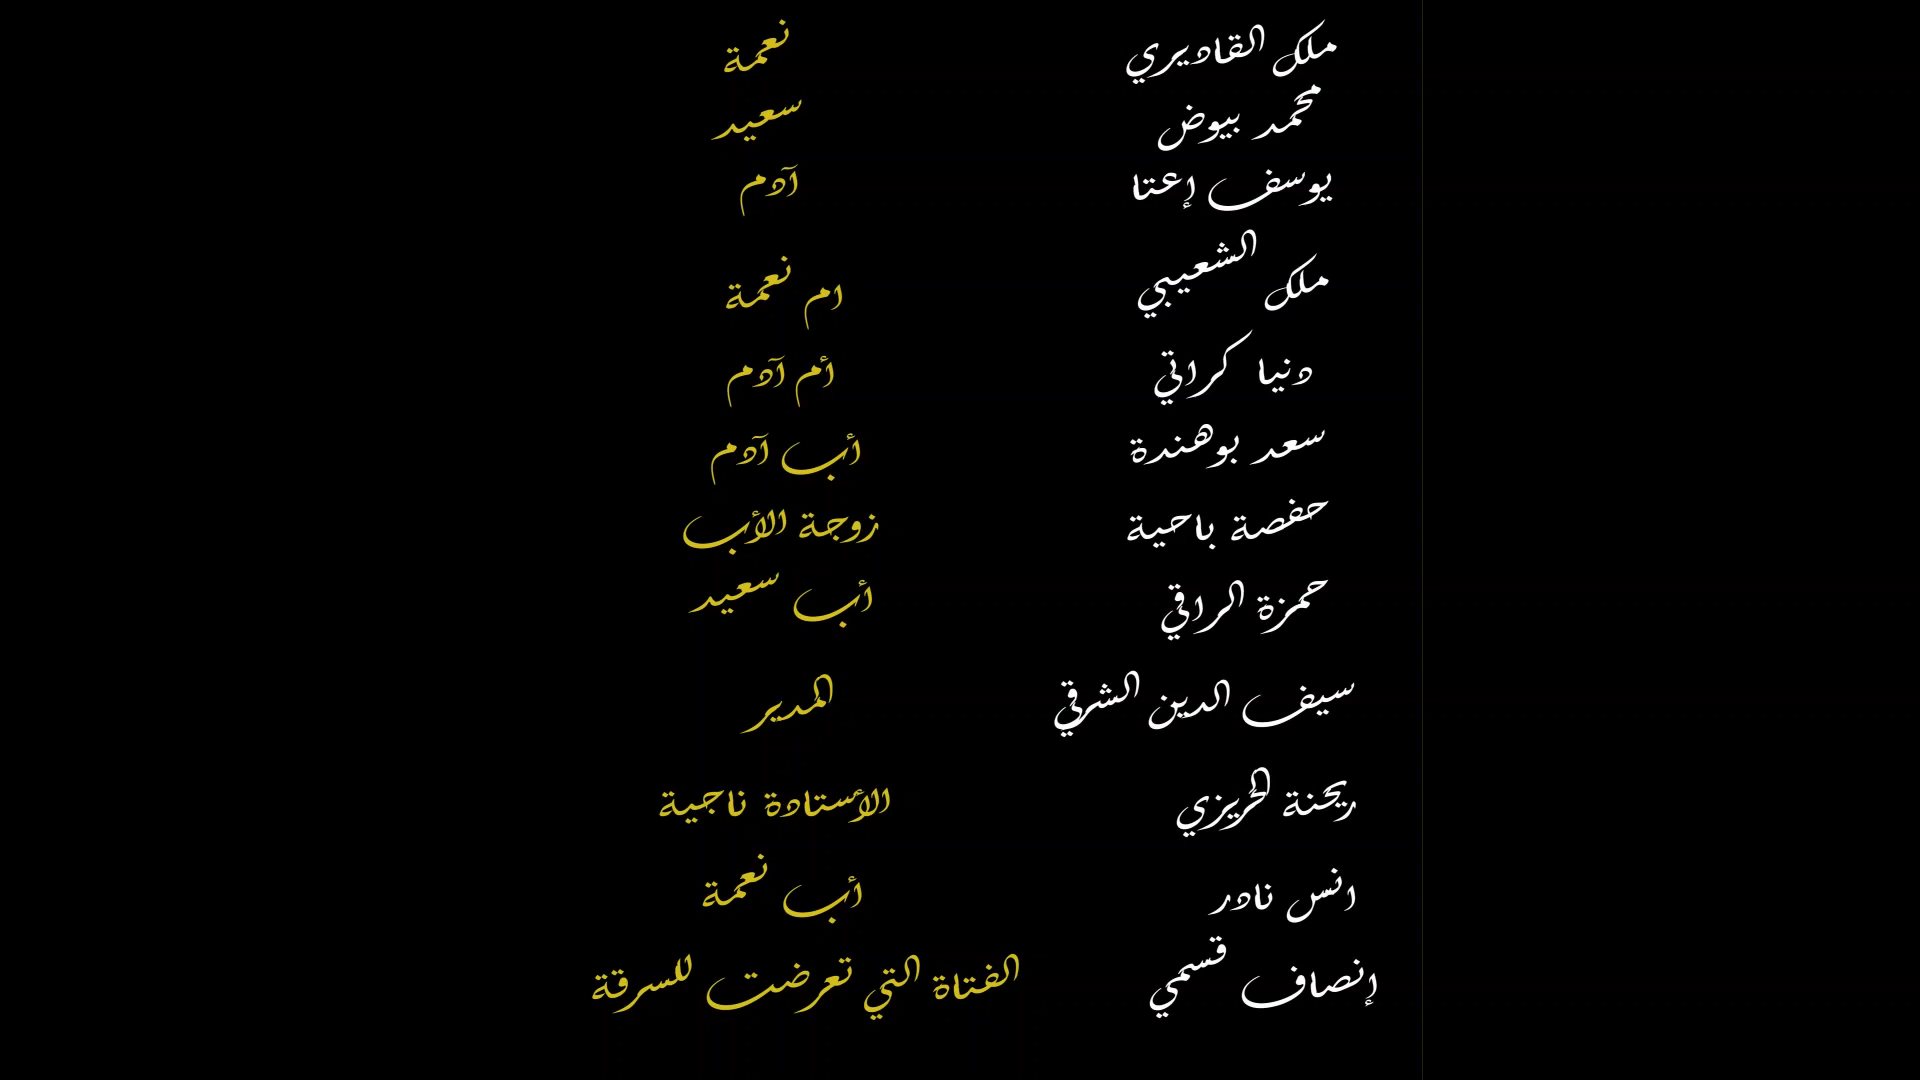 ملك القاديري نعمة
محمد بيوض سعيد
يوسف إعتا آدم
ملك الشعيبي ام نعمة
دنيا كراتي أم آدم
سعد بوهندة أب آدم
حفصة باحية زوجة الأب
حمزة الراقي أب سعيد
سيف الدين الشرقي المدير
ريحنة لحريزي الأستادة ناجية
انس نادر أب نعمة
إنصاف قسمي الفتاة التي تعرضت للسرقة